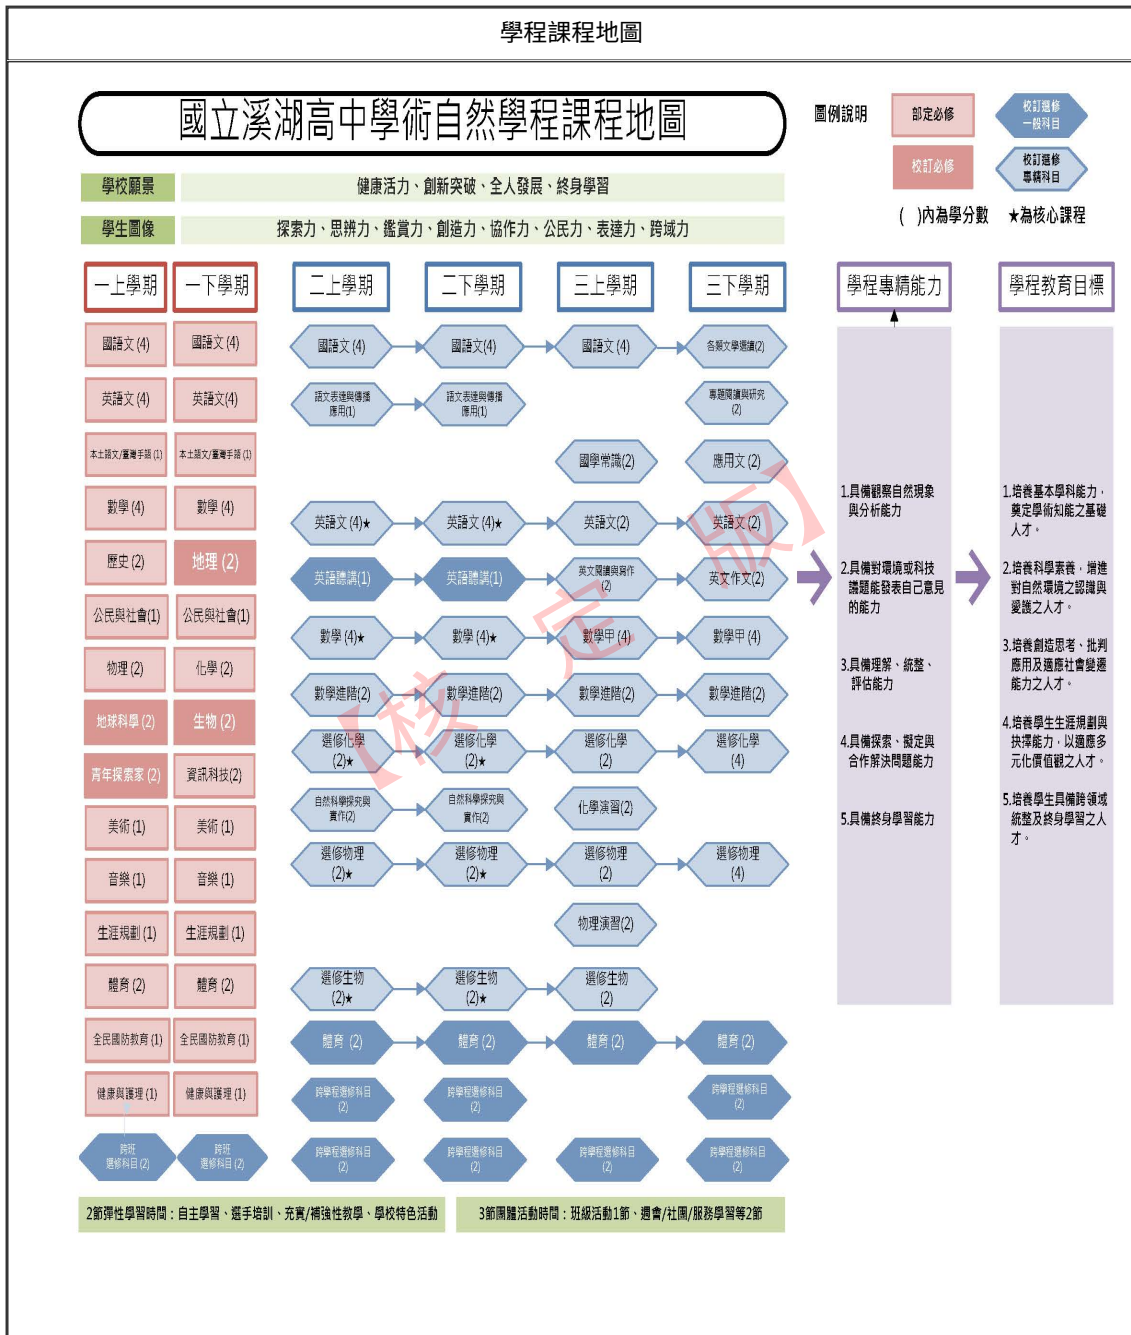 學程課程地圖
國立溪湖高中學術自然學程課程地圖
圖例說明
部定必修
校訂選修
一般科目
校訂必修
校訂選修
專精科目
( )內為學分數 ★為核心課程
學校願景
健康活力、創新突破、全人發展、終身學習
學生圖像
探索力、思辨力、鑑賞力、創造力、協作力、公民力、表達力、跨域力
一上學期
一下學期
二上學期
二下學期
三上學期
三下學期
學程專精能力
學程教育目標
國語文 (4)
國語文 (4)
國語文 (4)
國語文(4)
國語文 (4)
各類文學選讀(2)
英語文 (4)
英語文(4)
語文表達與傳播
應用(1)
語文表達與傳播
應用(1)
專題閱讀與研究
(2)
本土語文/臺灣手語 (1)
本土語文/臺灣手語 (1)
國學常識(2)
應用文 (2)
數學 (4)
數學 (4)
英語文 (4)★
英語文 (4)★
英語文(2)
英語文 (2)
歷史 (2)
地理 (2)
英語聽講(1)
英語聽講(1)
英文閱讀與寫作
(2)
英文作文(2)
公民與社會(1)
公民與社會(1)
數學 (4)★
數學 (4)★
數學甲 (4)
數學甲 (4)
物理 (2)
化學 (2)
數學進階(2)
數學進階(2)
數學進階(2)
數學進階(2)
地球科學 (2)
生物 (2)
選修化學
(2)★
選修化學
(2)★
選修化學
(2)
選修化學
(4)
青年探索家 (2)
資訊科技(2)
自然科學探究與
實作(2)
自然科學探究與
實作(2)
化學演習(2)
美術 (1)
美術 (1)
選修物理
(2)★
選修物理
(2)★
選修物理
(2)
選修物理
(4)
音樂 (1)
音樂 (1)
物理演習(2)
生涯規劃 (1)
生涯規劃 (1)
體育 (2)
體育 (2)
選修生物
(2)★
選修生物
(2)★
選修生物
(2)
全民國防教育 (1)
全民國防教育 (1)
體育 (2)
體育 (2)
體育 (2)
體育 (2)
健康與護理 (1)
健康與護理 (1)
跨學程選修科目
(2)
跨學程選修科目
(2)
跨學程選修科目
(2)
跨班
選修科目 (2)
跨班
選修科目 (2)
跨學程選修科目
(2)
跨學程選修科目
(2)
跨學程選修科目
(2)
跨學程選修科目
(2)
1.具備觀察自然現象
與分析能力
2.具備對環境或科技
議題能發表自己意見
的能力
3.具備理解、統整、
評估能力
4.具備探索、擬定與
合作解決問題能力
5.具備終身學習能力
1.培養基本學科能力，
奠定學術知能之基礎
人才。
2.培養科學素養，增進
對自然環境之認識與
愛護之人才。
3.培養創造思考、批判
應用及適應社會變遷
能力之人才。
4.培養學生生涯規劃與
抉擇能力，以適應多
元化價值觀之人才。
5.培養學生具備跨領域
統整及終身學習之人
才。
2節彈性學習時間：自主學習、選手培訓、充實/補強性教學、學校特色活動
3節團體活動時間：班級活動1節、週會/社團/服務學習等2節
【核定版】